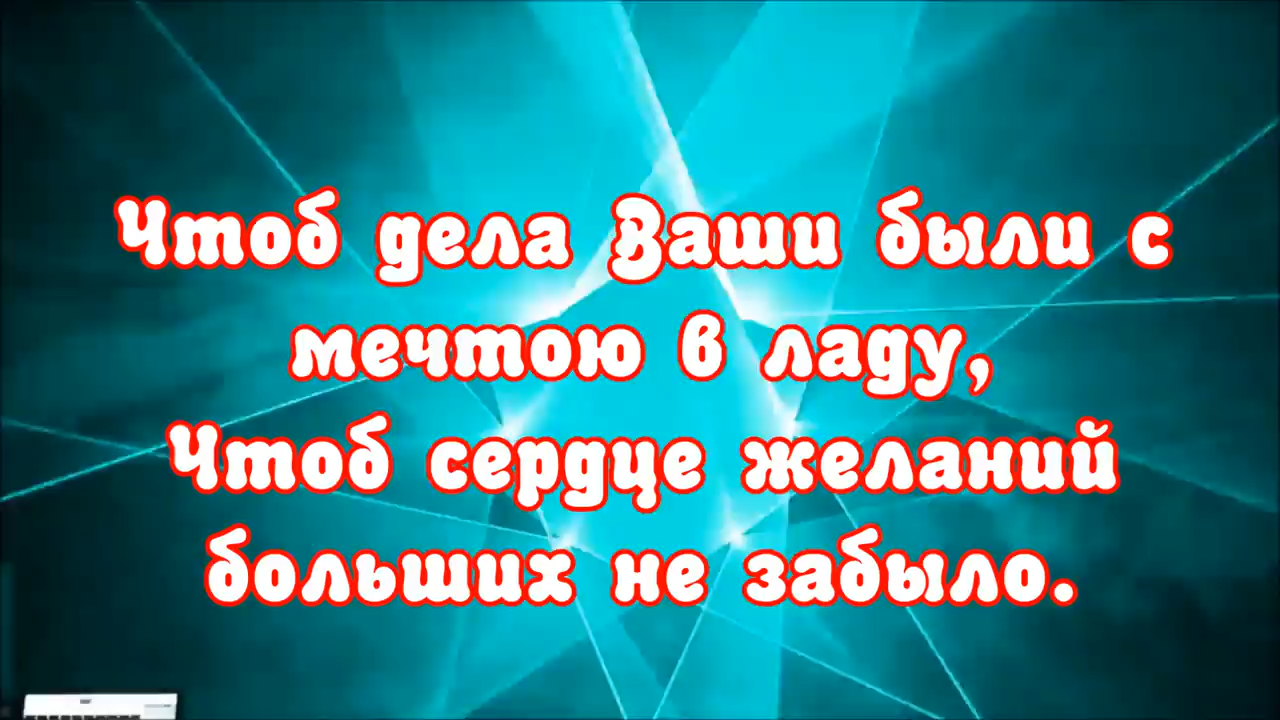 Чтоб дела Ваши были с
мечтою в ладу,
Чтоб сердце желаний
больших не забыло.